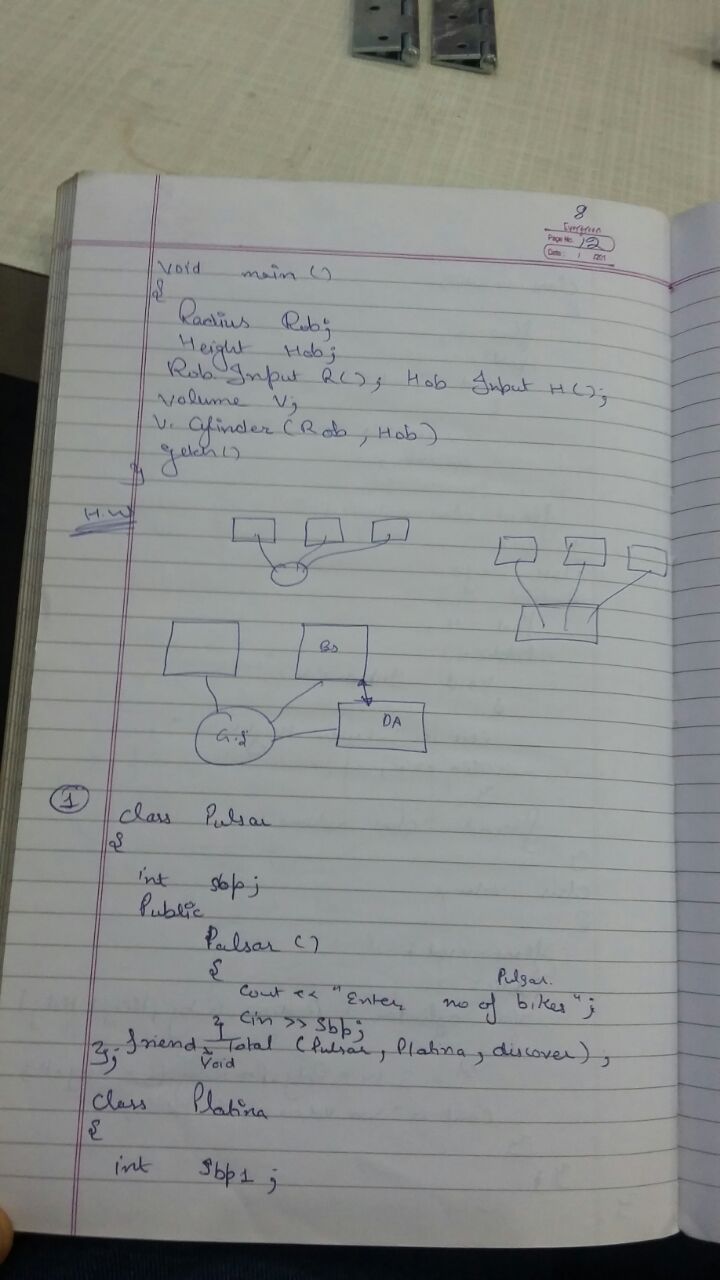 8
Evergreen
Page No. 12
Date: / /201
void main ()
{
Radius Rob;
Height Hob;
Rob Input R(); Hob Input H();
volume V;
V. Cylinder (Rob, Hob)
getch()
}
H.W
Bs
DA
1
class Pulsar
{
int sbp;
Public
Pulsar ()
{
Pulsar.
cout << "Enter no of bikes";
cin >> sbp;
}
}; friend Total (Pulsar, Platina, discover);
void
class Platina
{
int sbp1;